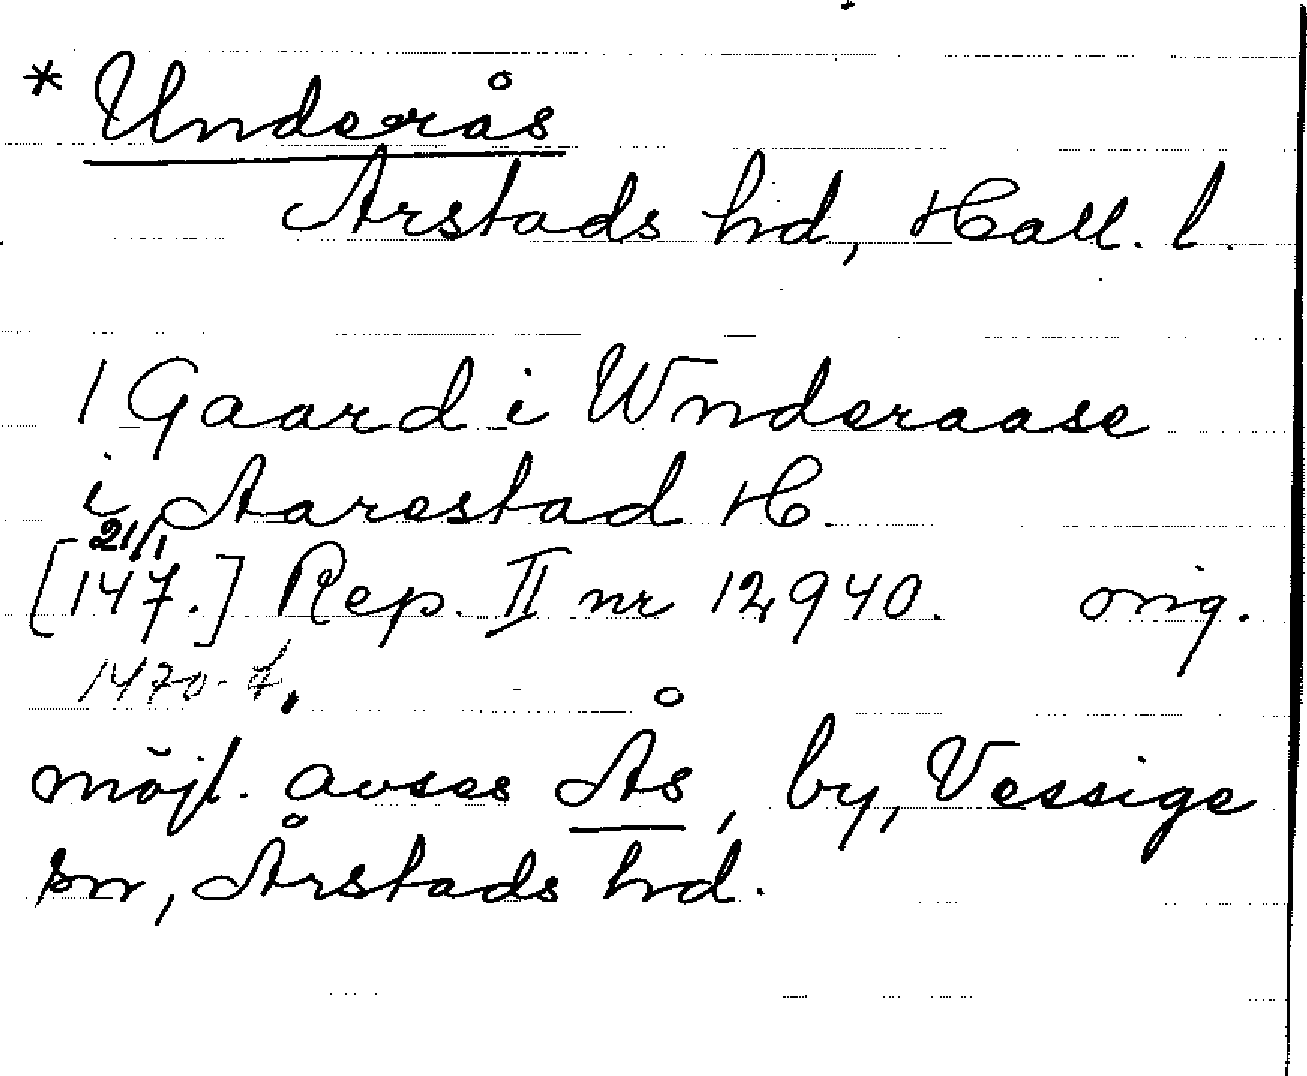 * Underås
Årstads hd, Hall. l.
1 Gaard i Wnderaase
i Aarestad H.
21/1
[147.] Rep. II nr 12940. orig.
1470-t.
möjl. avses Ås, by, Vessige
sn, Årstads hd.